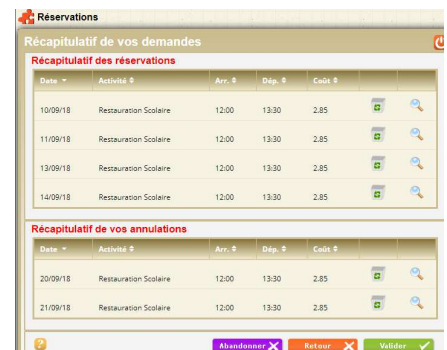 Réservations
Récapitulatif de vos demandes
Récapitulatif des réservations
Date Activité Arr. Dép. Coût
10/09/18 Restauration Scolaire 12:00 13:30 2.85
11/09/18 Restauration Scolaire 12:00 13:30 2.85
13/09/18 Restauration Scolaire 12:00 13:30 2.85
14/09/18 Restauration Scolaire 12:00 13:30 2.85
Récapitulatif de vos annulations
Date Activité Arr. Dép. Coût
20/09/18 Restauration Scolaire 12:00 13:30 2.85
21/09/18 Restauration Scolaire 12:00 13:30 2.85
? Abandonner Retour Valider